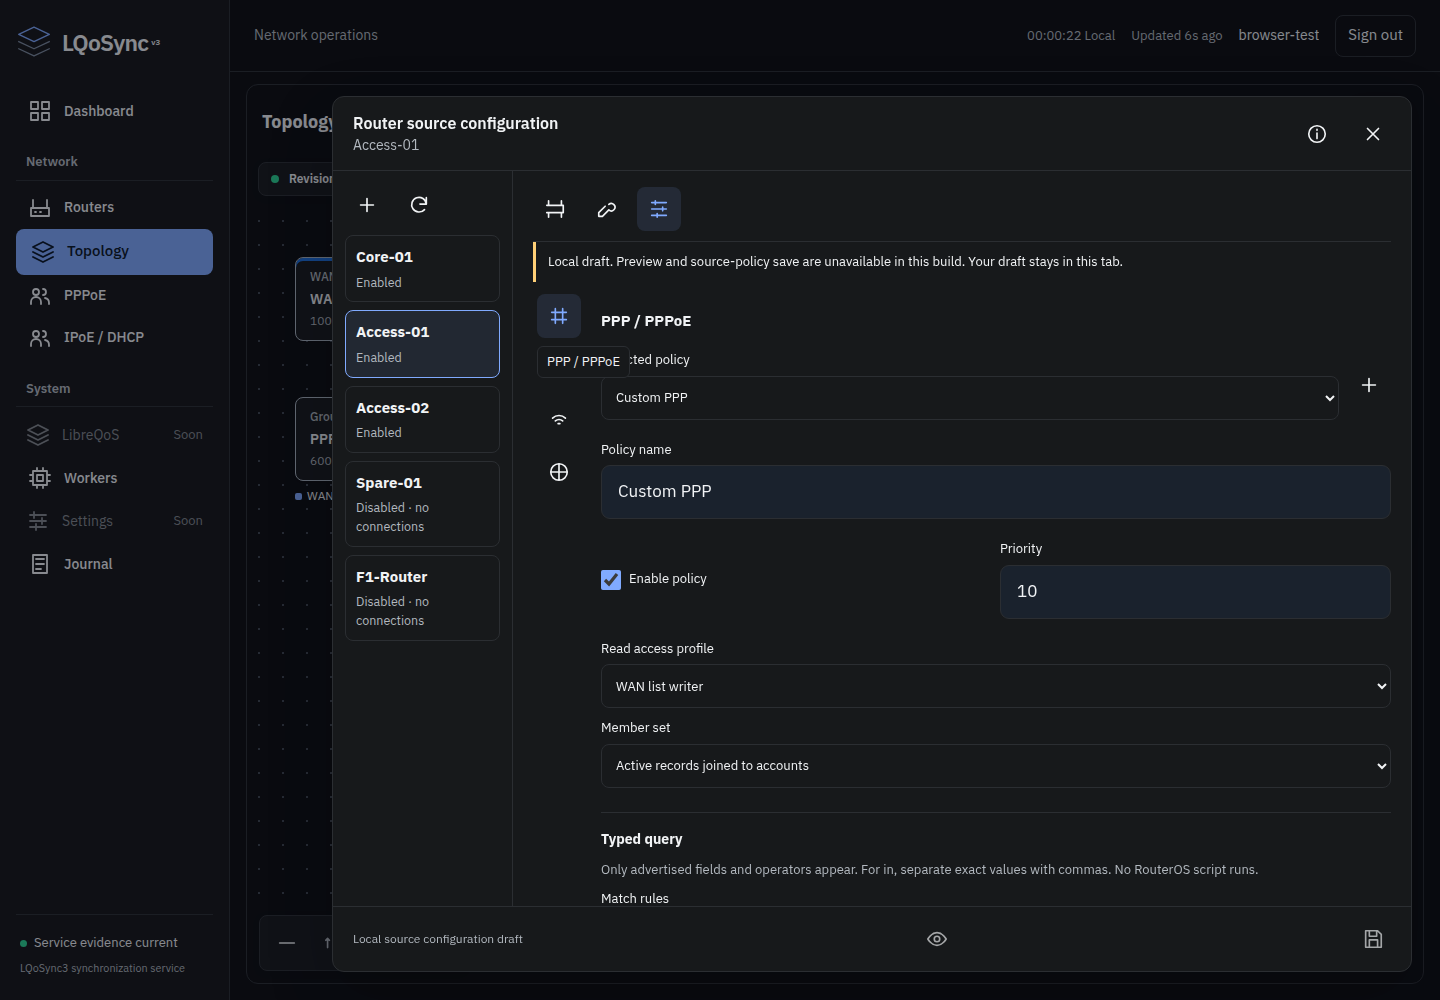 LQoSync v3
Network operations
00:00:22 Local
Updated 6s ago
browser-test
Sign out
Dashboard
Network
Routers
Topology
PPPoE
IPoE / DHCP
System
LibreQoS
Soon
Workers
Settings
Soon
Journal
Service evidence current
LQoSync3 synchronization service
Topology
Revision
WAN
WA
100
Grou
PPP
600
WAN
Router source configuration
Access-01
Core-01
Enabled
Access-01
Enabled
Access-02
Enabled
Spare-01
Disabled · no
connections
F1-Router
Disabled · no
connections
Local draft. Preview and source-policy save are unavailable in this build. Your draft stays in this tab.
PPP / PPPoE
PPP / PPPoE
cted policy
Custom PPP
Policy name
Custom PPP
Enable policy
Priority
10
Read access profile
WAN list writer
Member set
Active records joined to accounts
Typed query
Only advertised fields and operators appear. For in, separate exact values with commas. No RouterOS script runs.
Match rules
Local source configuration draft